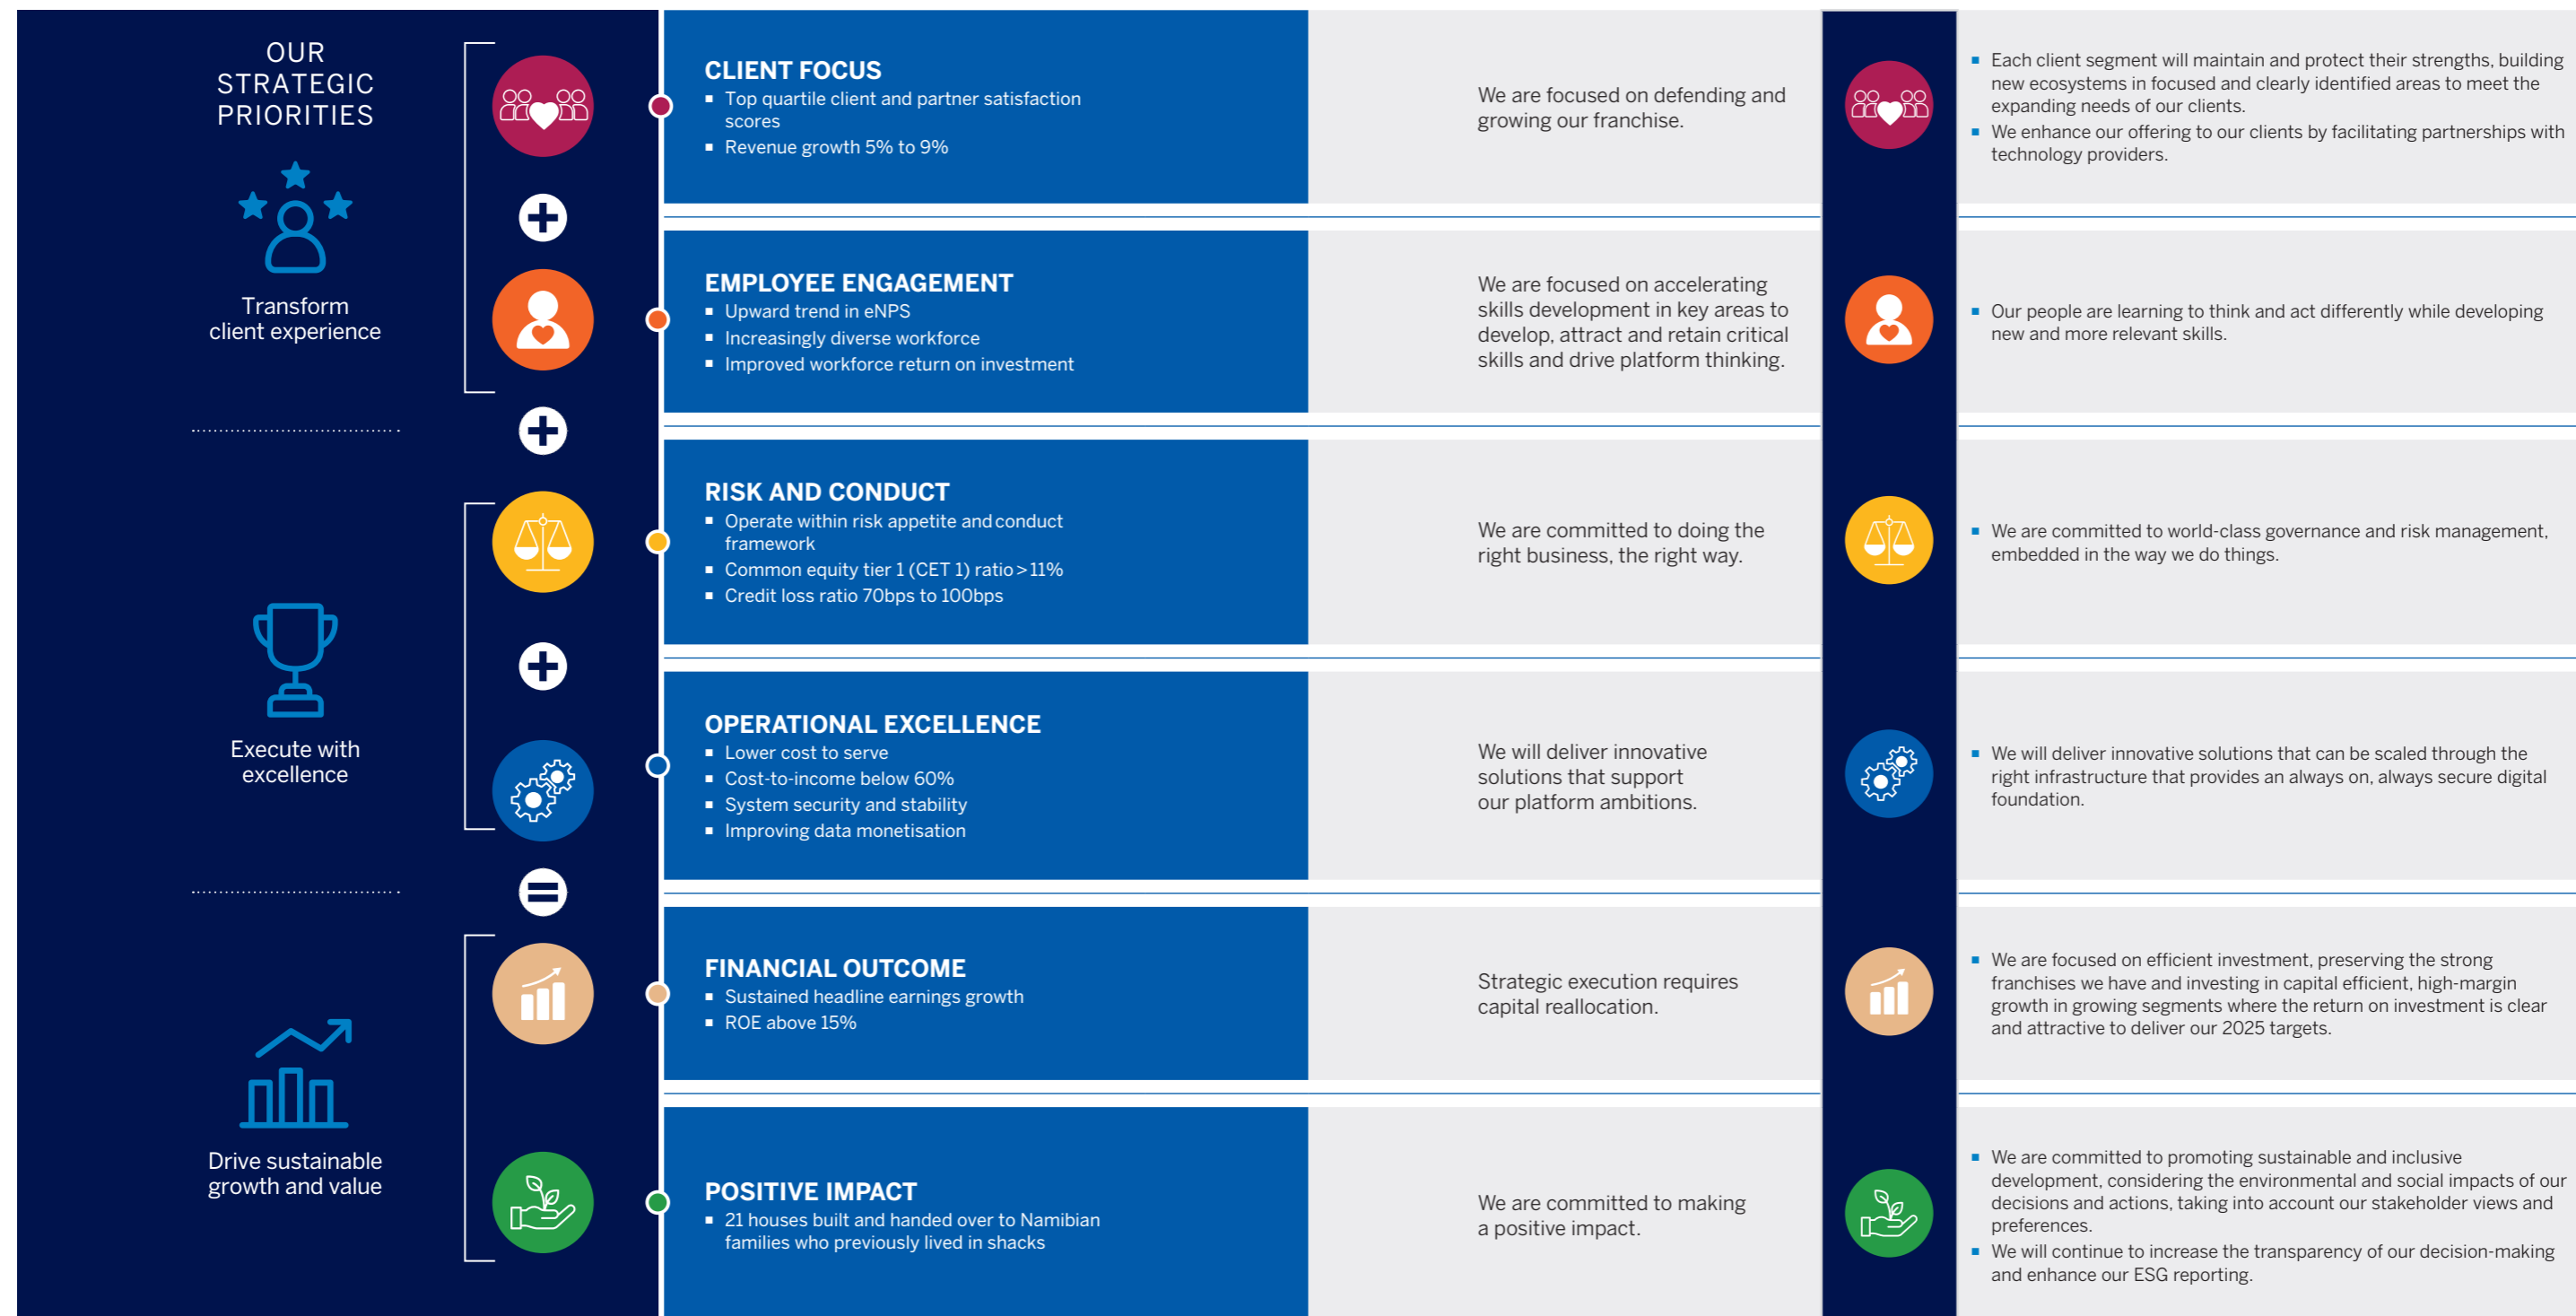 OUR
STRATEGIC
PRIORITIES
Transform
client experience
Execute with
excellence
Drive sustainable
growth and value
CLIENT FOCUS
▪ Top quartile client and partner satisfaction
scores
▪ Revenue growth 5% to 9%
We are focused on defending and
growing our franchise.
▪ Each client segment will maintain and protect their strengths, building
new ecosystems in focused and clearly identified areas to meet the
expanding needs of our clients.
▪ We enhance our offering to our clients by facilitating partnerships with
technology providers.
EMPLOYEE ENGAGEMENT
▪ Upward trend in eNPS
▪ Increasingly diverse workforce
▪ Improved workforce return on investment
We are focused on accelerating
skills development in key areas to
develop, attract and retain critical
skills and drive platform thinking.
▪ Our people are learning to think and act differently while developing
new and more relevant skills.
RISK AND CONDUCT
▪ Operate within risk appetite and conduct
framework
▪ Common equity tier 1 (CET 1) ratio >11%
▪ Credit loss ratio 70bps to 100bps
We are committed to doing the
right business, the right way.
▪ We are committed to world-class governance and risk management,
embedded in the way we do things.
OPERATIONAL EXCELLENCE
▪ Lower cost to serve
▪ Cost-to-income below 60%
▪ System security and stability
▪ Improving data monetisation
We will deliver innovative
solutions that support
our platform ambitions.
▪ We will deliver innovative solutions that can be scaled through the
right infrastructure that provides an always on, always secure digital
foundation.
FINANCIAL OUTCOME
▪ Sustained headline earnings growth
▪ ROE above 15%
Strategic execution requires
capital reallocation.
▪ We are focused on efficient investment, preserving the strong
franchises we have and investing in capital efficient, high-margin
growth in growing segments where the return on investment is clear
and attractive to deliver our 2025 targets.
POSITIVE IMPACT
▪ 21 houses built and handed over to Namibian
families who previously lived in shacks
We are committed to making
a positive impact.
▪ We are committed to promoting sustainable and inclusive
development, considering the environmental and social impacts of our
decisions and actions, taking into account our stakeholder views and
preferences.
▪ We will continue to increase the transparency of our decision-making
and enhance our ESG reporting.